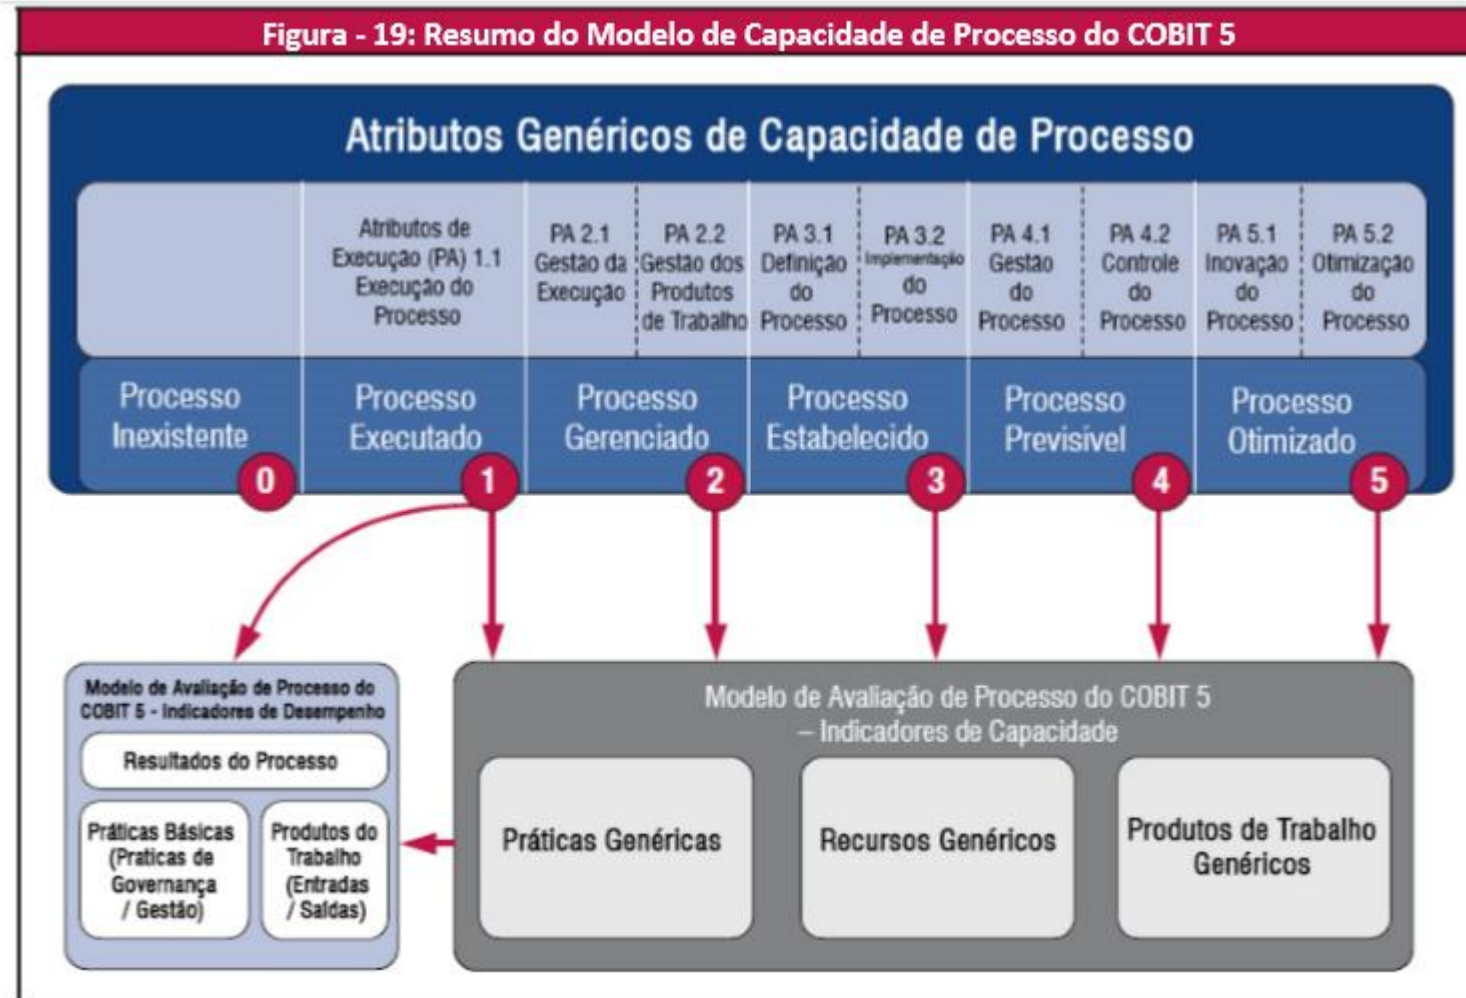 Figura - 19: Resumo do Modelo de Capacidade de Processo do COBIT 5
Atributos Genéricos de Capacidade de Processo
Atributos de
Execução (PA) 1.1
Execução do
Processo
PA 2.1
Gestão da
Execução
PA 2.2
Gestão dos
Produtos
de Trabalho
PA 3.1
Definição
do
Processo
PA 3.2
Implementação
do
Processo
PA 4.1
Gestão
do
Processo
PA 4.2
Controle
do
Processo
PA 5.1
Inovação
do
Processo
PA 5.2
Otimização
do
Processo
Processo
Inexistente
0
Processo
Executado
1
Processo
Gerenciado
2
Processo
Estabelecido
3
Processo
Previsível
4
Processo
Otimizado
5
Modelo de Avaliação de Processo do
COBIT 5 - Indicadores de Desempenho
Resultados do Processo
Práticas Básicas
(Praticas de
Governança
/ Gestão)
Produtos do
Trabalho
(Entradas
/ Saídas)
Modelo de Avaliação de Processo do COBIT 5
– Indicadores de Capacidade
Práticas Genéricas
Recursos Genéricos
Produtos de Trabalho
Genéricos